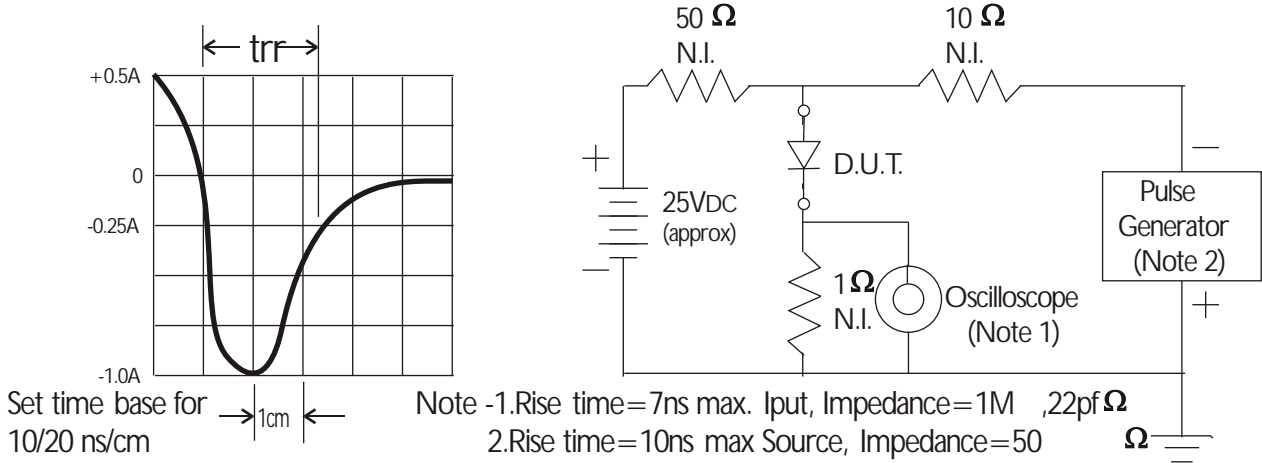 trr
+0.5A
0
-0.25A
-1.0A
1cm
Set time base for
10/20 ns/cm
50 Ω
N.I.
10 Ω
N.I.
+
D.U.T.
25VDC
(approx)
—
1Ω
N.I.
Oscilloscope
(Note 1)
—
Pulse
Generator
(Note 2)
+
Note -1.Rise time=7ns max. Iput, Impedance=1M ,22pfΩ
2.Rise time=10ns max Source, Impedance=50 Ω